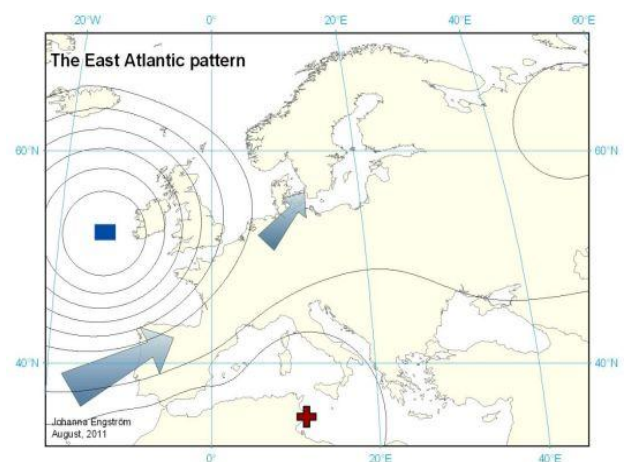 20°W 0° 20°E 40°E 60°E
The East Atlantic pattern
60°N 60°N
40°N 40°N
Johanna Engström
August, 2011
0° 20°E 40°E